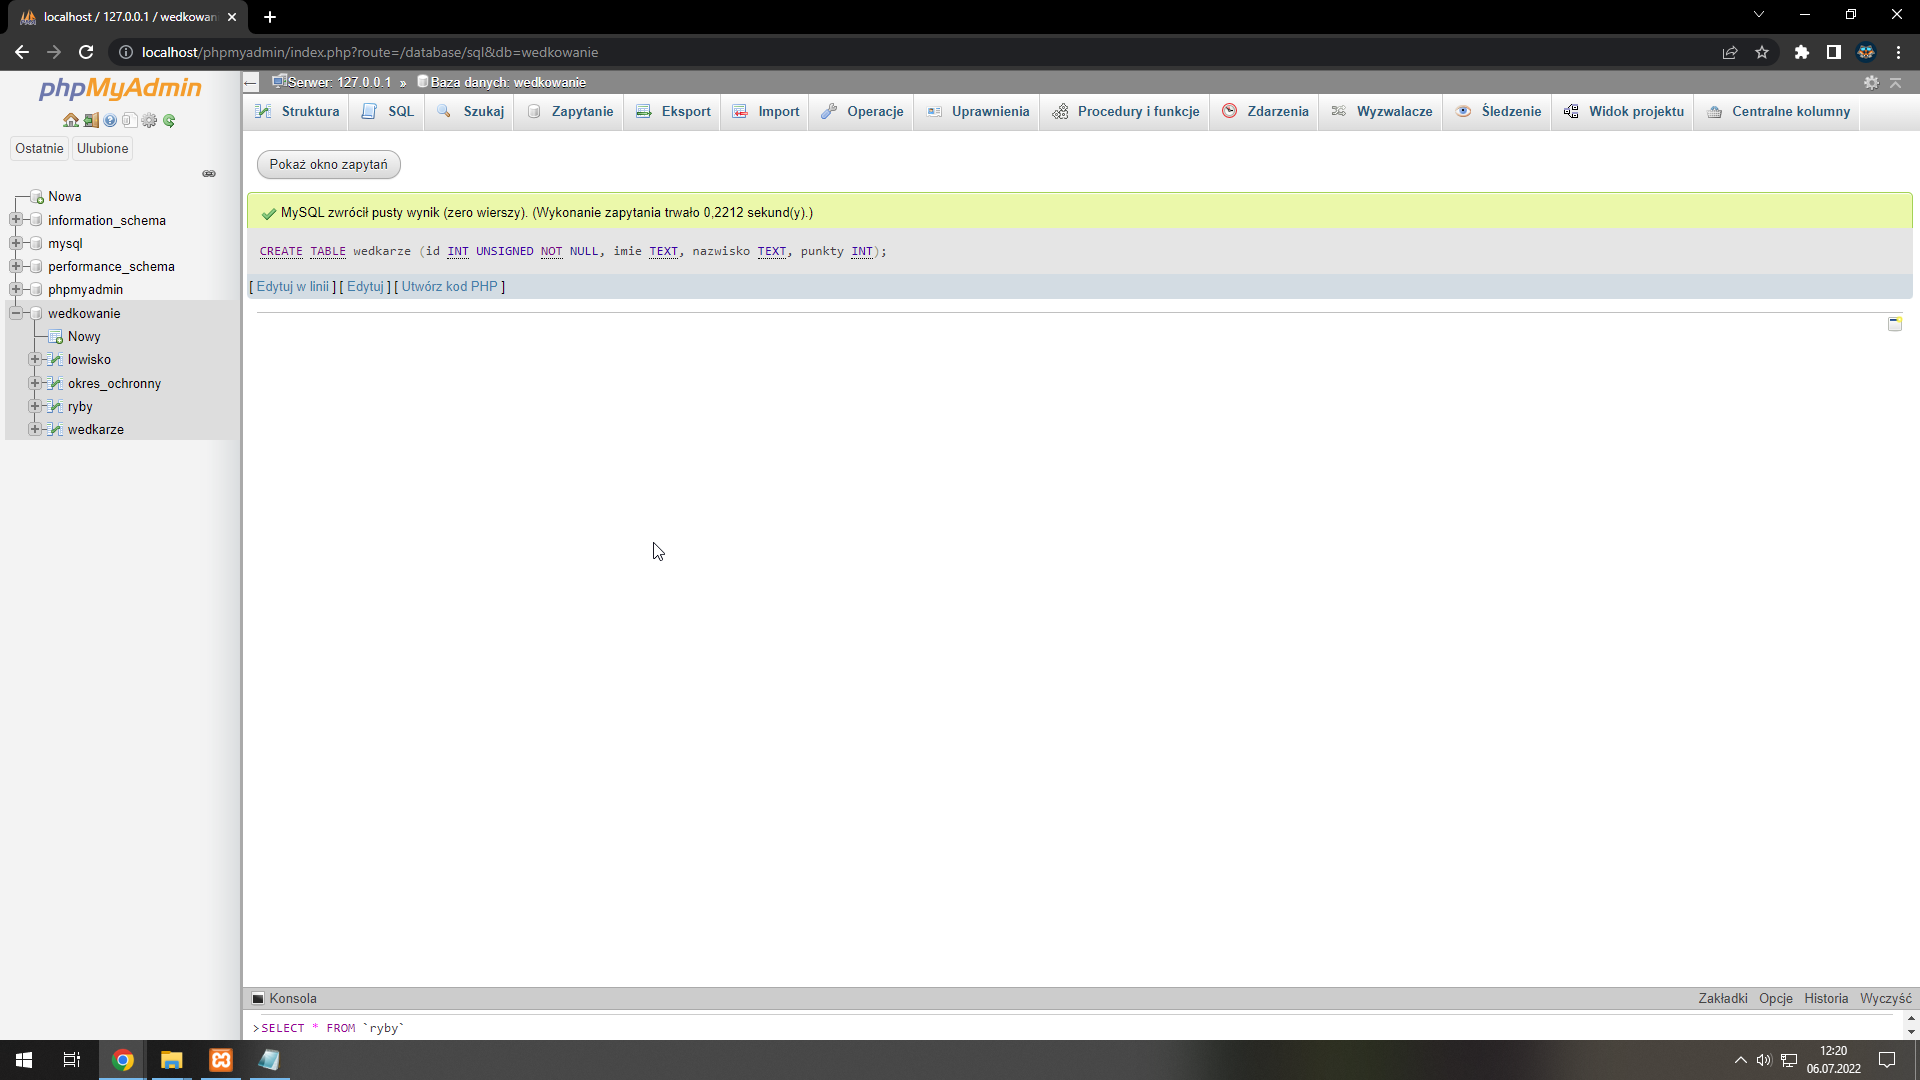 localhost / 127.0.0.1 / wedkowan
localhost/phpmyadmin/index.php?route=/database/sql&db=wedkowanie
phpMyAdmin
Ostatnie Ulubione
Nowa
information_schema
mysql
performance_schema
phpmyadmin
wedkowanie
Nowy
lowisko
okres_ochronny
ryby
wedkarze
Serwer: 127.0.0.1 » Baza danych: wedkowanie
Struktura SQL Szukaj Zapytanie Eksport Import Operacje Uprawnienia Procedury i funkcje Zdarzenia Wyzwalacze Śledzenie Widok projektu Centralne kolumny
Pokaż okno zapytań
MySQL zwrócił pusty wynik (zero wierszy). (Wykonanie zapytania trwało 0,2212 sekund(y).)
CREATE TABLE wedkarze (id INT UNSIGNED NOT NULL, imie TEXT, nazwisko TEXT, punkty INT);
[ Edytuj w linii ] [ Edytuj ] [ Utwórz kod PHP ]
Konsola Zakładki Opcje Historia Wyczyść
>SELECT * FROM `ryby`
12:20
06.07.2022